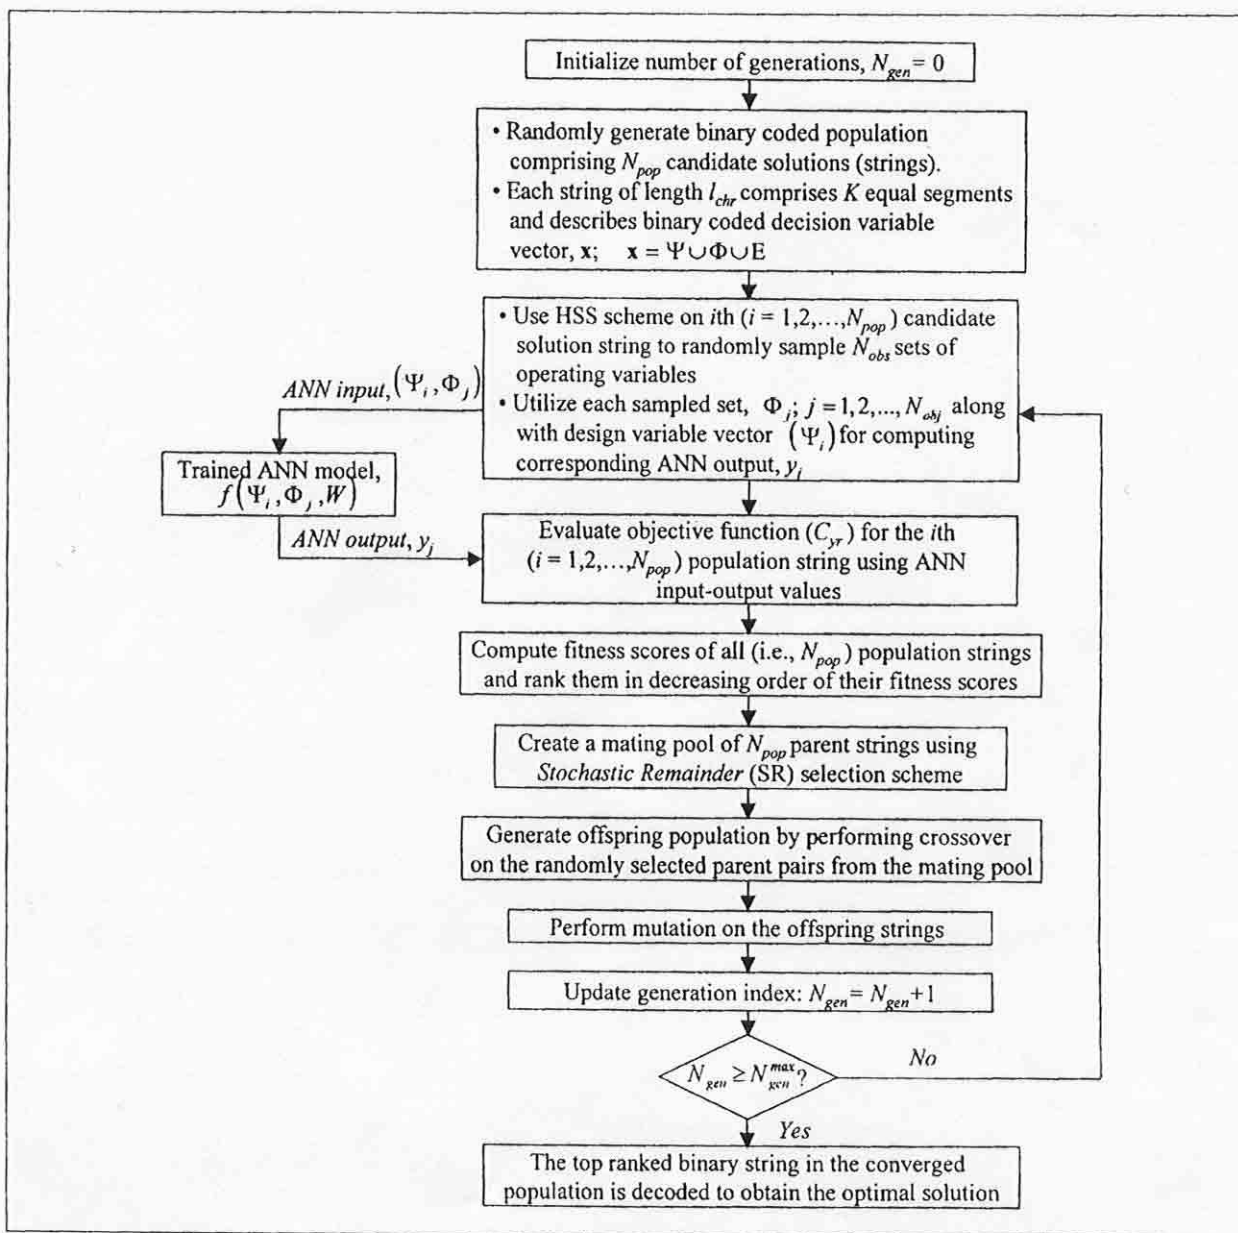 Initialize number of generations, N_gen = 0
• Randomly generate binary coded population
comprising N_pop candidate solutions (strings).
• Each string of length l_chr comprises K equal segments
and describes binary coded decision variable
vector, x; x = Ψ∪Φ∪E
• Use HSS scheme on ith (i = 1,2,...,N_pop) candidate
solution string to randomly sample N_obs sets of
operating variables
• Utilize each sampled set, Φ_j; j = 1,2,..., N_obj along
with design variable vector (Ψ_i) for computing
corresponding ANN output, y_j
ANN input, (Ψ_i, Φ_j)
Trained ANN model,
f(Ψ_i, Φ_j, W)
ANN output, y_j
Evaluate objective function (C_yr) for the ith
(i = 1,2,...,N_pop) population string using ANN
input-output values
Compute fitness scores of all (i.e., N_pop) population strings
and rank them in decreasing order of their fitness scores
Create a mating pool of N_pop parent strings using
Stochastic Remainder (SR) selection scheme
Generate offspring population by performing crossover
on the randomly selected parent pairs from the mating pool
Perform mutation on the offspring strings
Update generation index: N_gen = N_gen+1
N_gen ≥ N_gen^max?
No
Yes
The top ranked binary string in the converged
population is decoded to obtain the optimal solution